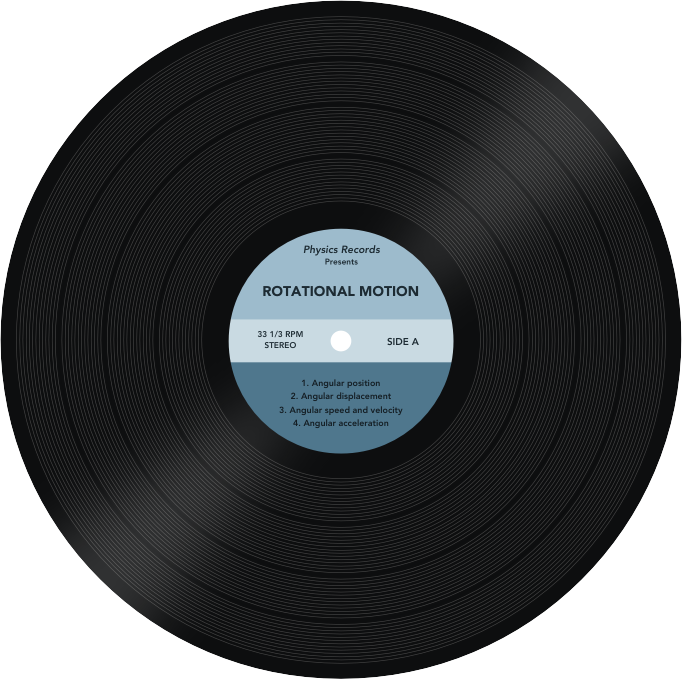 Physics Records
Presents
ROTATIONAL MOTION
33 1/3 RPM
STEREO
SIDE A
1. Angular position
2. Angular displacement
3. Angular speed and velocity
4. Angular acceleration